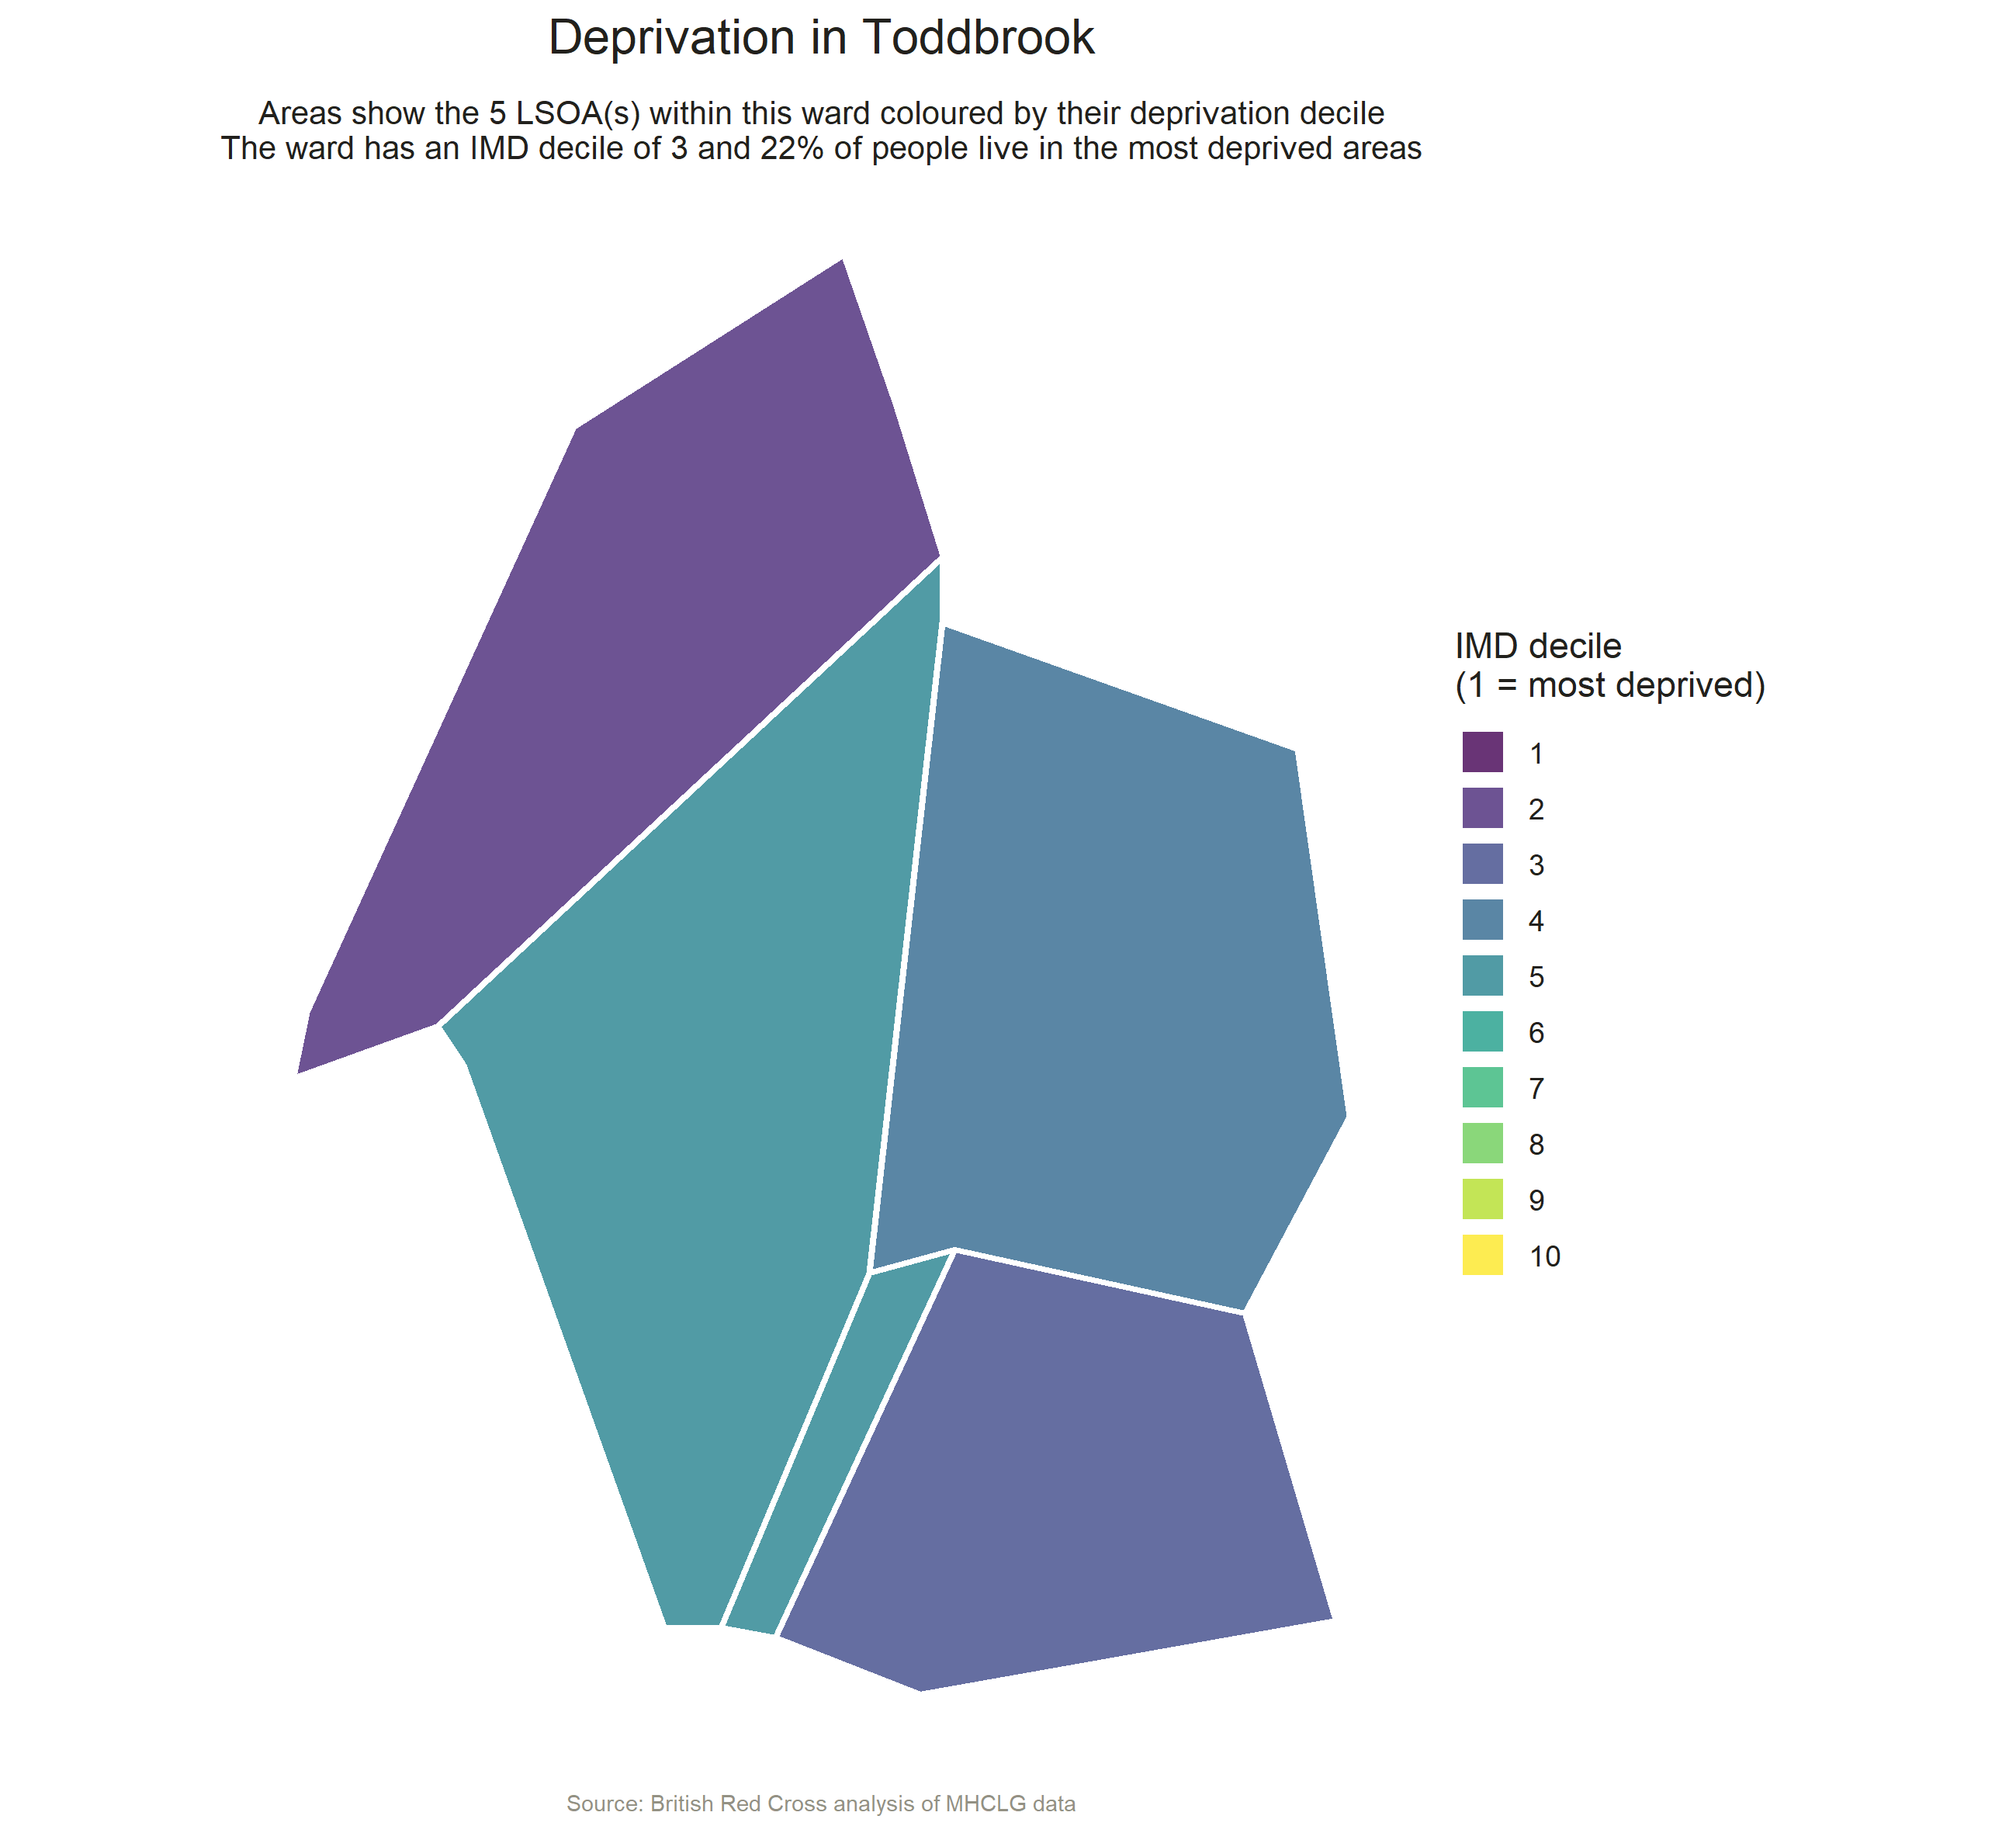 Deprivation in Toddbrook
Areas show the 5 LSOA(s) within this ward coloured by their deprivation decile
The ward has an IMD decile of 3 and 22% of people live in the most deprived areas
IMD decile
(1 = most deprived)
1
2
3
4
5
6
7
8
9
10
Source: British Red Cross analysis of MHCLG data